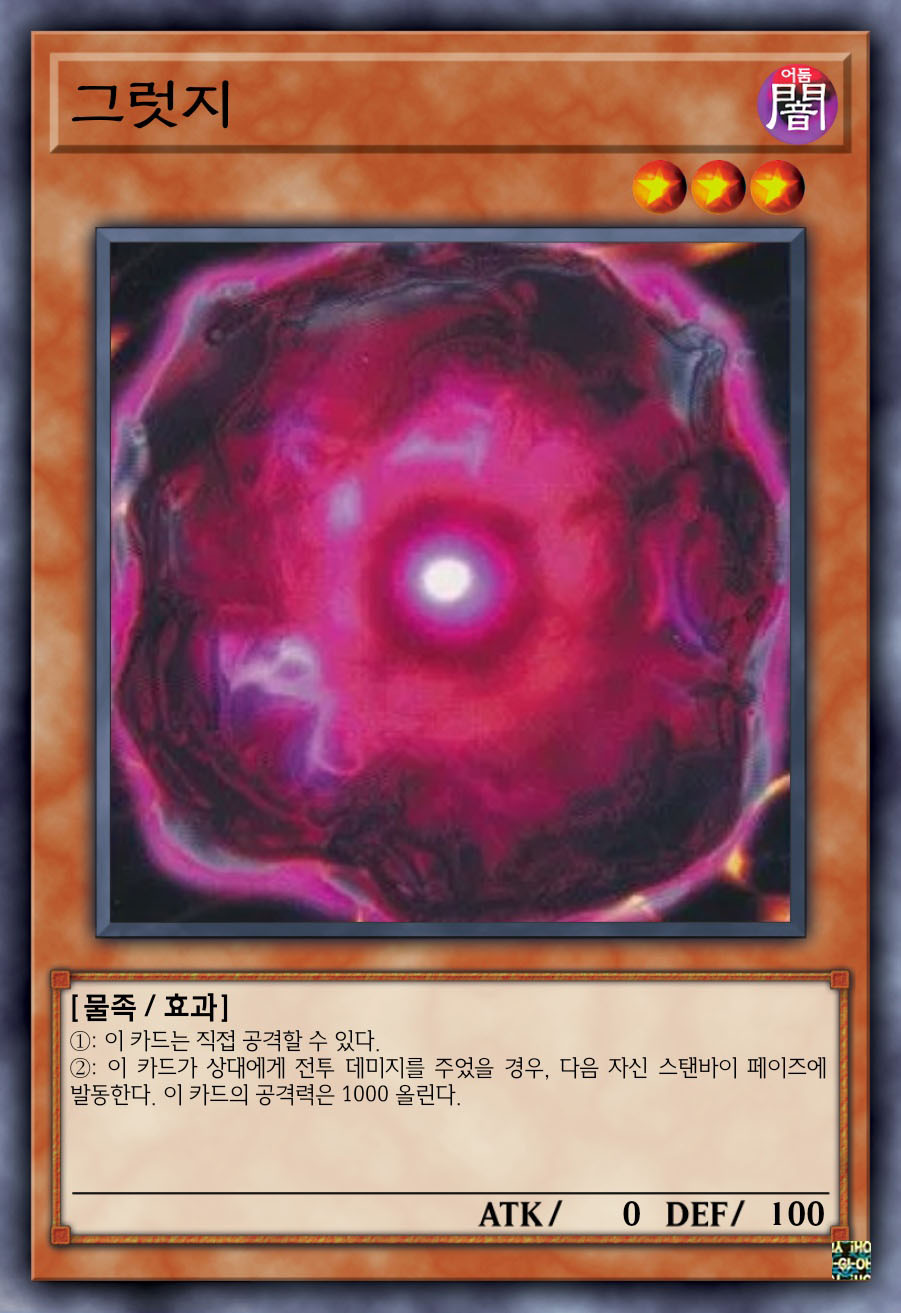 그럿지
어둠
闇
[물족 / 효과]
①: 이 카드는 직접 공격할 수 있다.
②: 이 카드가 상대에게 전투 데미지를 주었을 경우, 다음 자신 스탠바이 페이즈에
발동한다. 이 카드의 공격력은 1000 올린다.
ATK/ 0 DEF/ 100